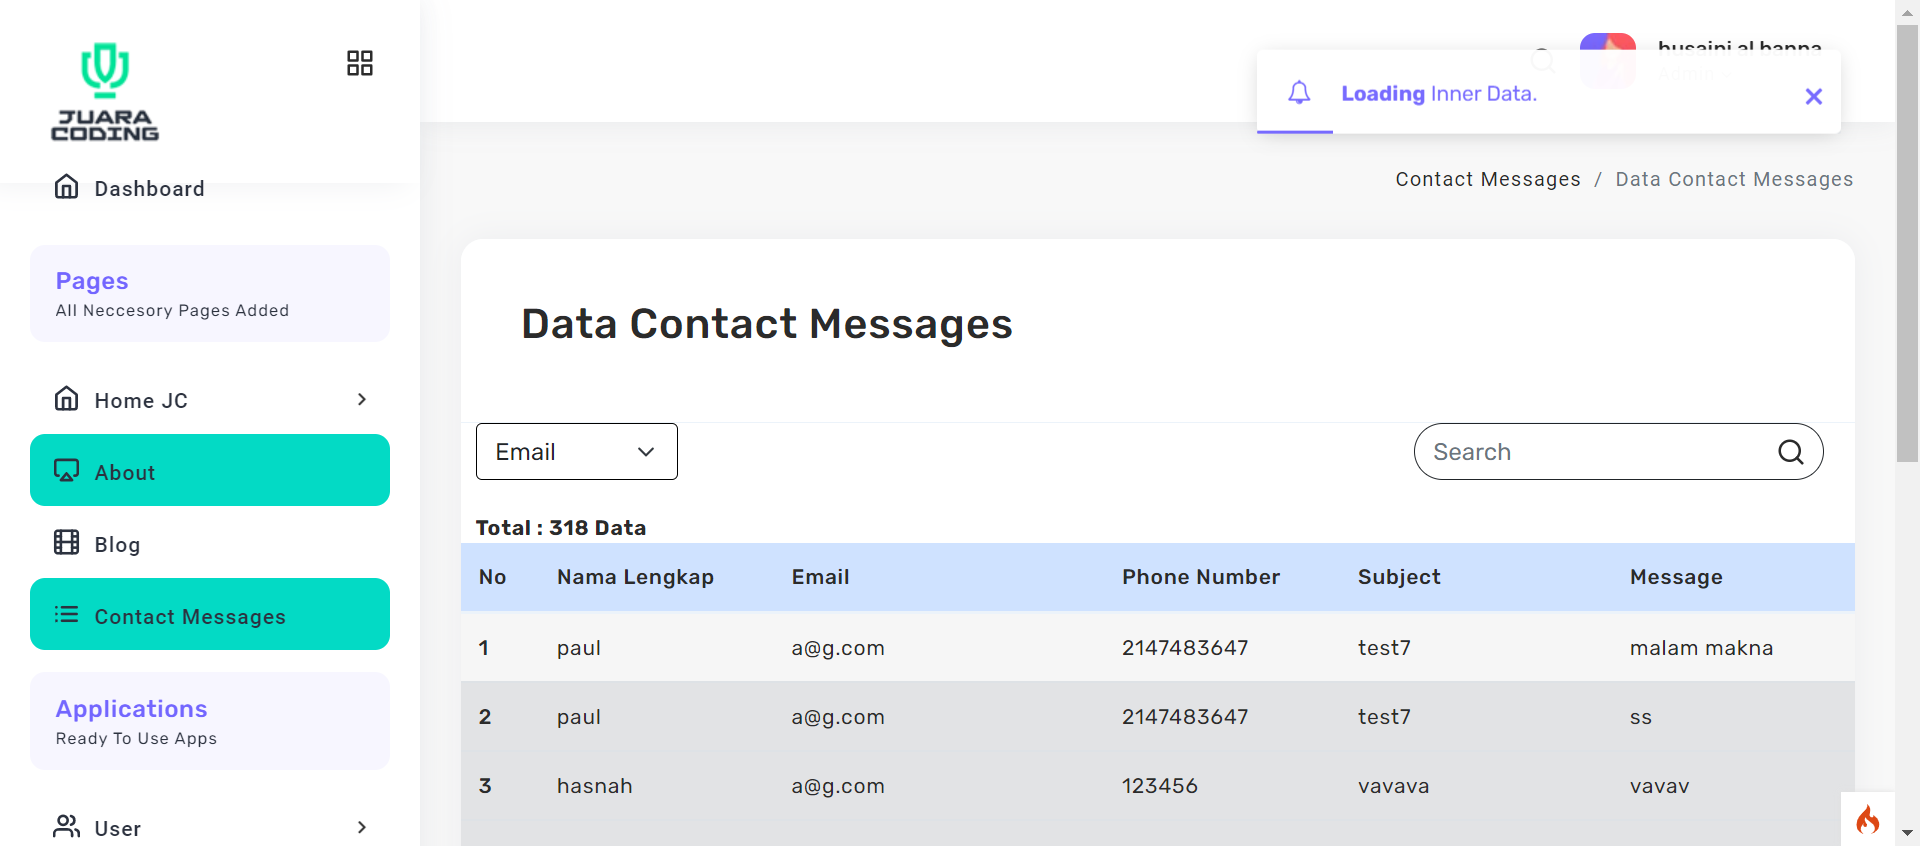 JUARA
CODING
Dashboard
Pages
All Neccesory Pages Added
Home JC
About
Blog
Contact Messages
Applications
Ready To Use Apps
User
husaini al banna
Loading Inner Data.
Contact Messages / Data Contact Messages
Data Contact Messages
Email
Search
Total : 318 Data
No Nama Lengkap Email Phone Number Subject Message
1 paul a@g.com 2147483647 test7 malam makna
2 paul a@g.com 2147483647 test7 ss
3 hasnah a@g.com 123456 vavava vavav